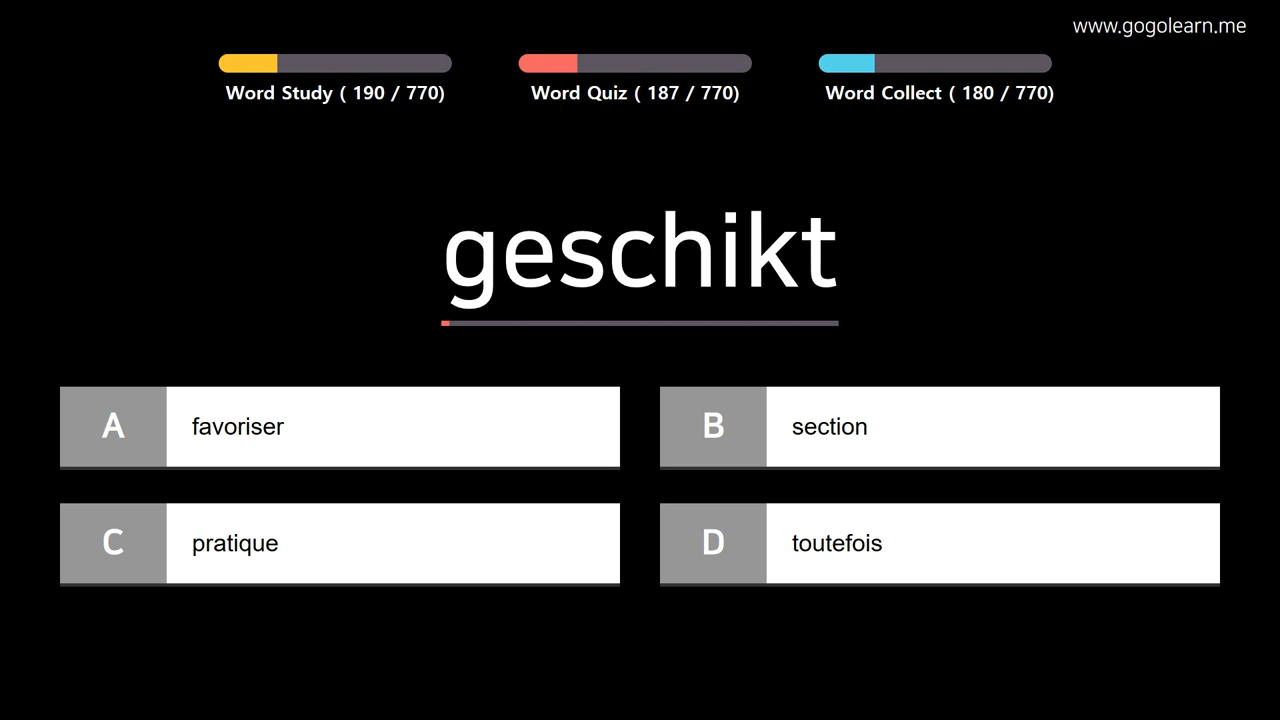 www.gogolearn.me
Word Study ( 190 / 770)
Word Quiz ( 187 / 770)
Word Collect ( 180 / 770)
geschikt
A favoriser
B section
C pratique
D toutefois